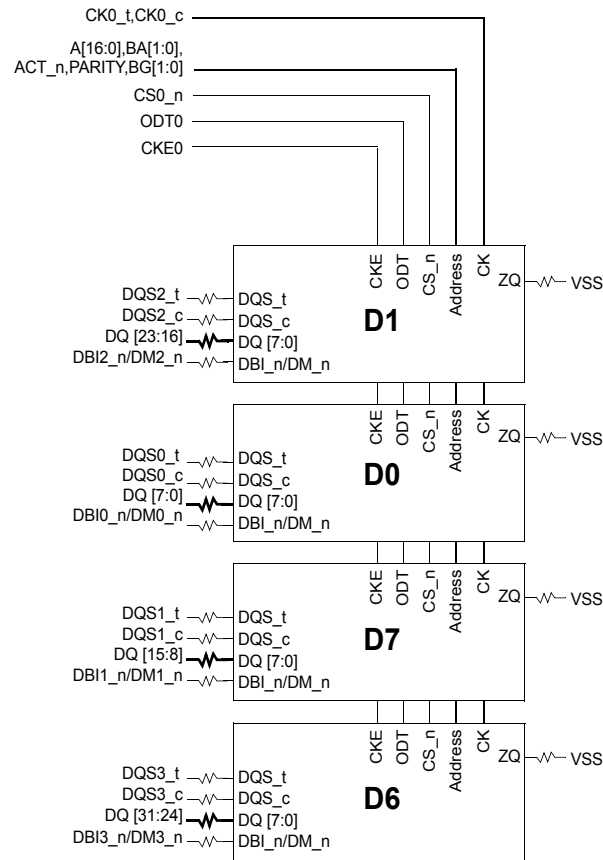 CK0_t,CK0_c
A[16:0],BA[1:0],
ACT_n,PARITY,BG[1:0]
CS0_n
ODT0
CKE0
CKE
ODT
CS_n
Address
CK
ZQ
VSS
D1
DQS2_t
DQS_t
DQS2_c
DQS_c
DQ [23:16]
DQ [7:0]
DBI2_n/DM2_n
DBI_n/DM_n
CKE
ODT
CS_n
Address
CK
ZQ
VSS
D0
DQS0_t
DQS_t
DQS0_c
DQS_c
DQ [7:0]
DQ [7:0]
DBI0_n/DM0_n
DBI_n/DM_n
CKE
ODT
CS_n
Address
CK
ZQ
VSS
D7
DQS1_t
DQS_t
DQS1_c
DQS_c
DQ [15:8]
DQ [7:0]
DBI1_n/DM1_n
DBI_n/DM_n
CKE
ODT
CS_n
Address
CK
ZQ
VSS
D6
DQS3_t
DQS_t
DQS3_c
DQS_c
DQ [31:24]
DQ [7:0]
DBI3_n/DM3_n
DBI_n/DM_n